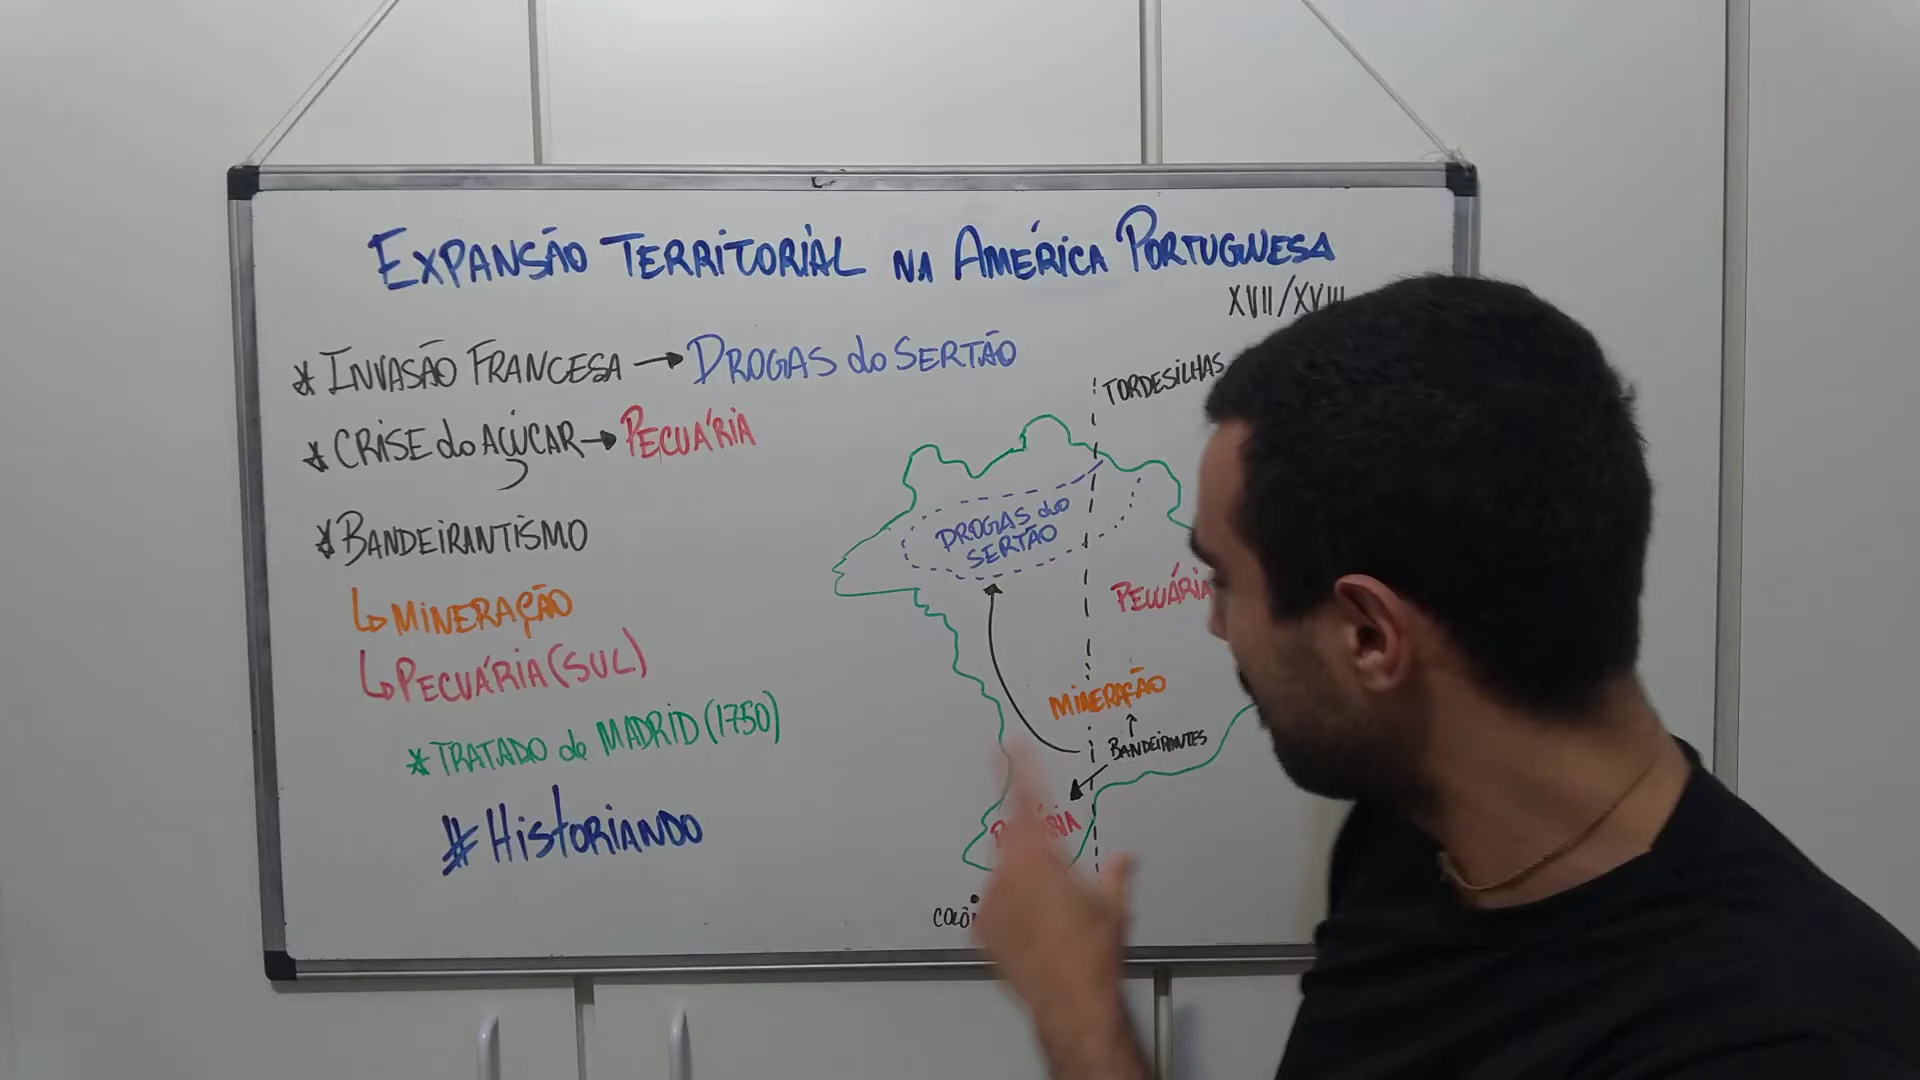 EXPANSÃO TERRITORIAL NA AMÉRICA PORTUGUESA
XVII/XVIII
* INVASÃO FRANCESA → DROGAS do SERTÃO
* CRISE do AÇÚCAR → PECUÁRIA
* BANDEIRANTISMO
↳ MINERAÇÃO
↳ PECUÁRIA (SUL)
* TRATADO de MADRID (1750)
# HISTORIANDO
TORDESILHAS
DROGAS do
SERTÃO
PECUÁRIA
MINERAÇÃO
BANDEIRANTES